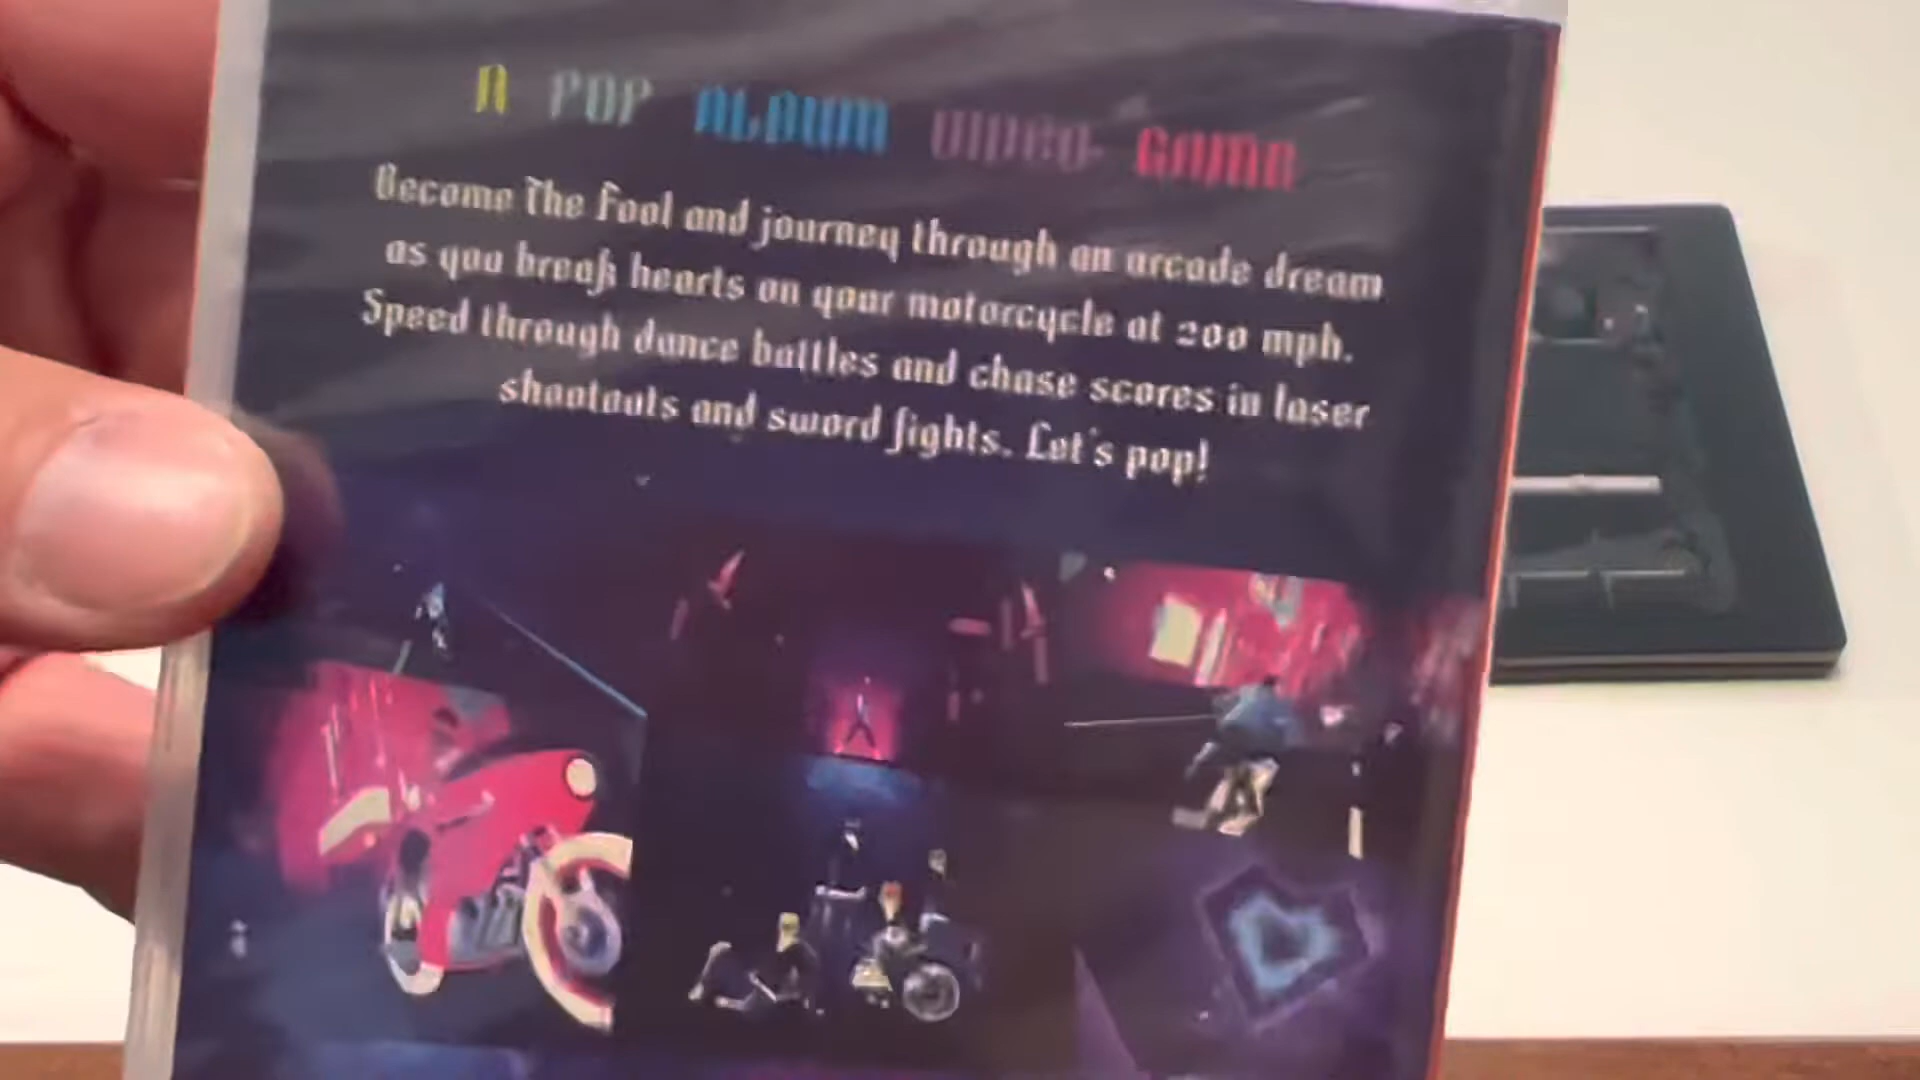 A POP ALBUM VIDEO GAME
Become The Fool and journey through an arcade dream
as you break hearts on your motorcycle at 200 mph.
Speed through dance battles and chase scores in laser
shootouts and sword fights. Let's pop!